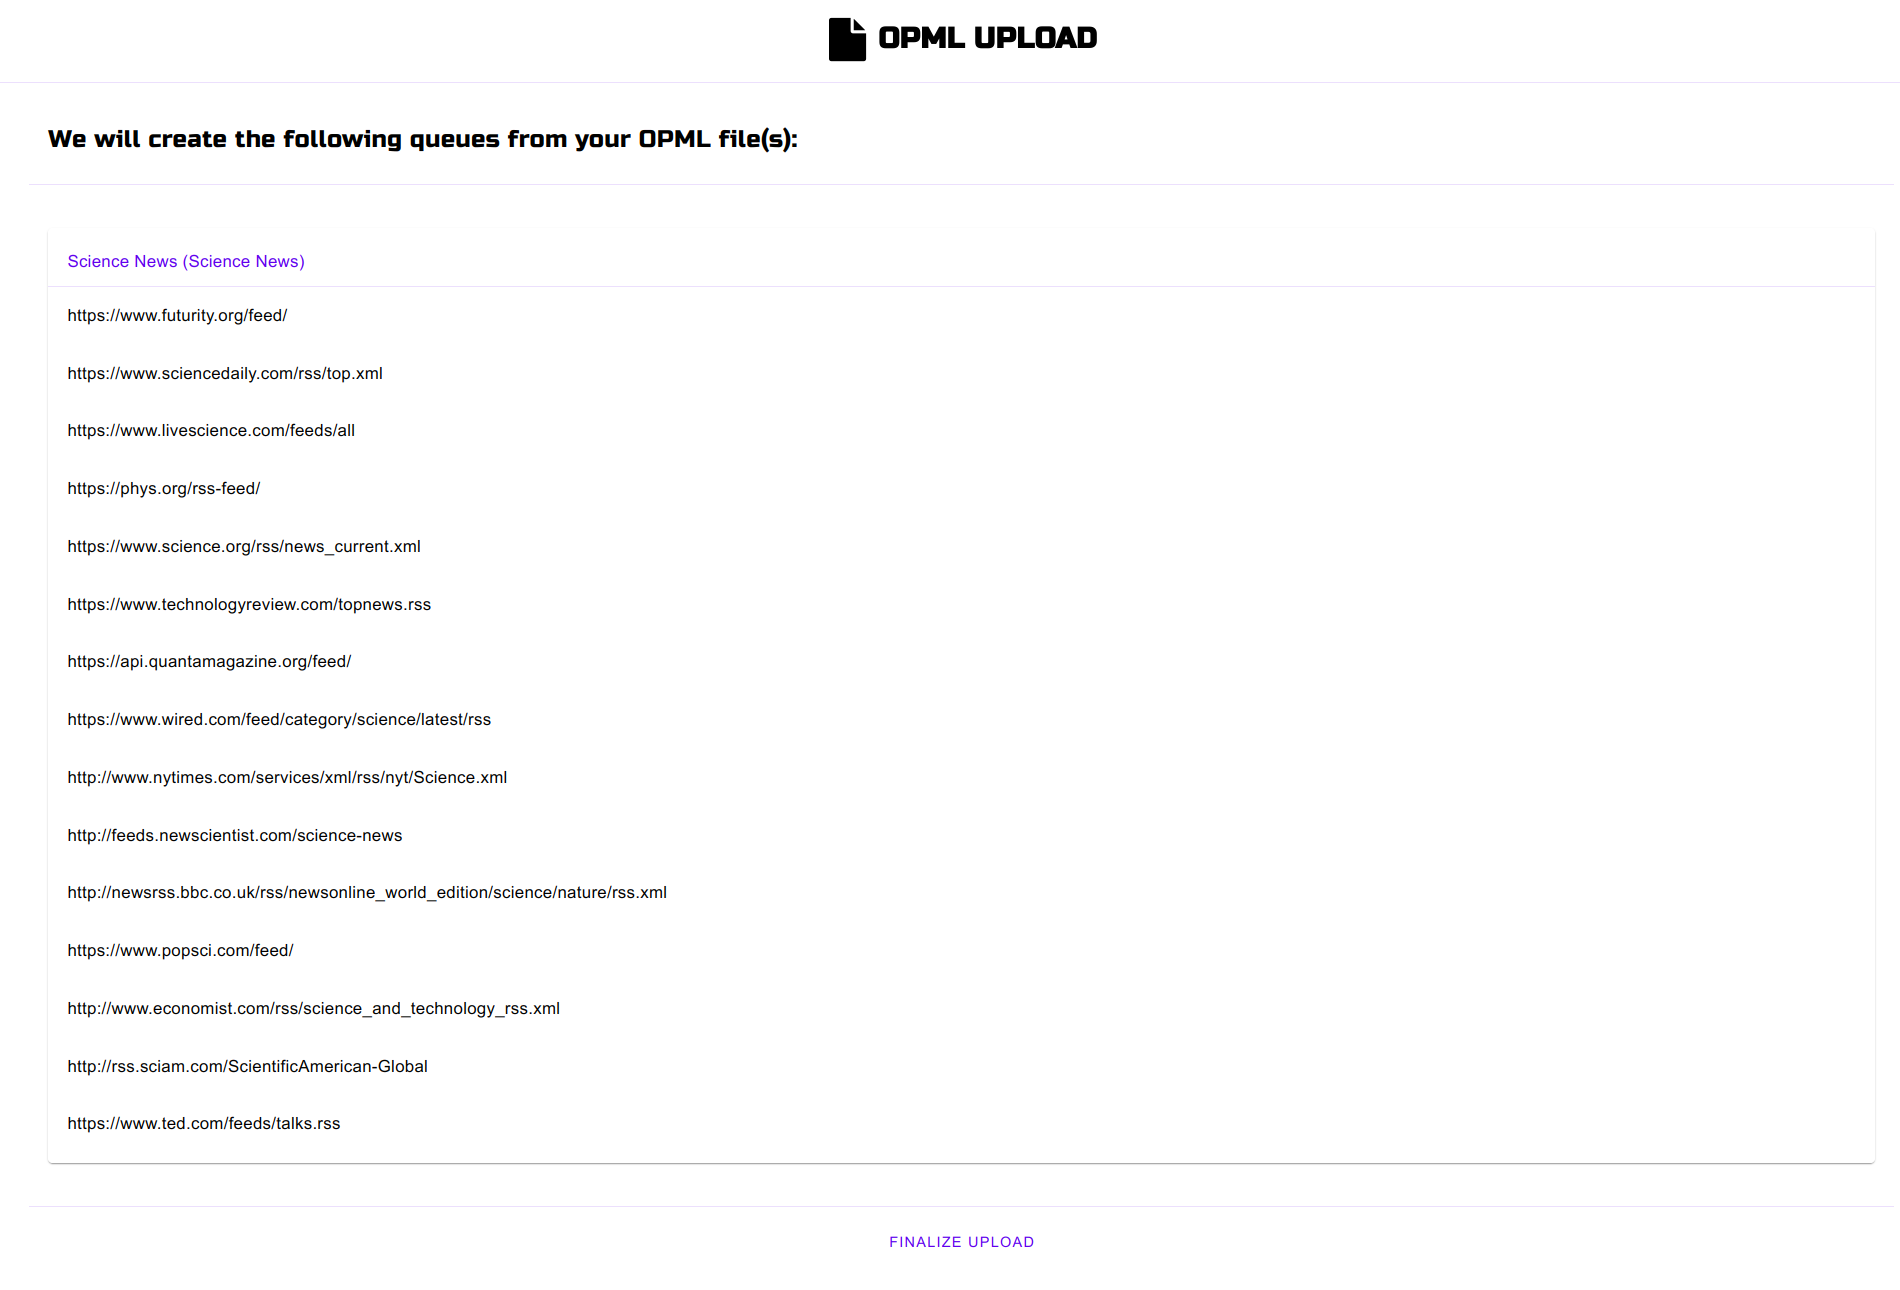 OPML UPLOAD
We will create the following queues from your OPML file(s):
Science News (Science News)
https://www.futurity.org/feed/
https://www.sciencedaily.com/rss/top.xml
https://www.livescience.com/feeds/all
https://phys.org/rss-feed/
https://www.science.org/rss/news_current.xml
https://www.technologyreview.com/topnews.rss
https://api.quantamagazine.org/feed/
https://www.wired.com/feed/category/science/latest/rss
http://www.nytimes.com/services/xml/rss/nyt/Science.xml
http://feeds.newscientist.com/science-news
http://newsrss.bbc.co.uk/rss/newsonline_world_edition/science/nature/rss.xml
https://www.popsci.com/feed/
http://www.economist.com/rss/science_and_technology_rss.xml
http://rss.sciam.com/ScientificAmerican-Global
https://www.ted.com/feeds/talks.rss
FINALIZE UPLOAD